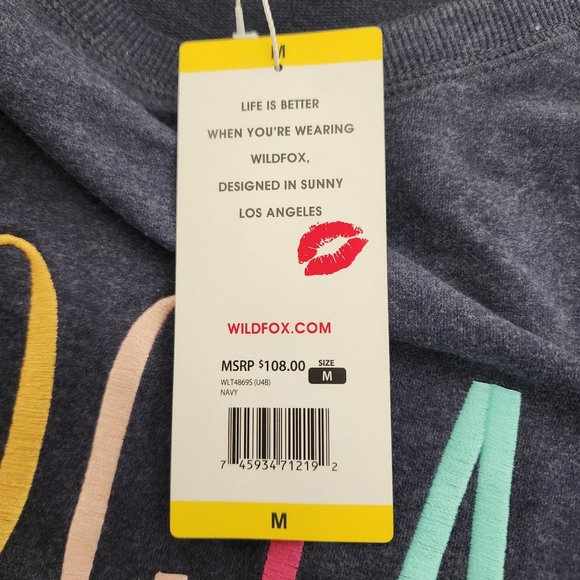 M
LIFE IS BETTER
WHEN YOU'RE WEARING
WILDFOX,
DESIGNED IN SUNNY
LOS ANGELES
WILDFOX.COM
MSRP $108.00 SIZE M
WLT48695 (U4B)
NAVY
7 45934 71219 2
M